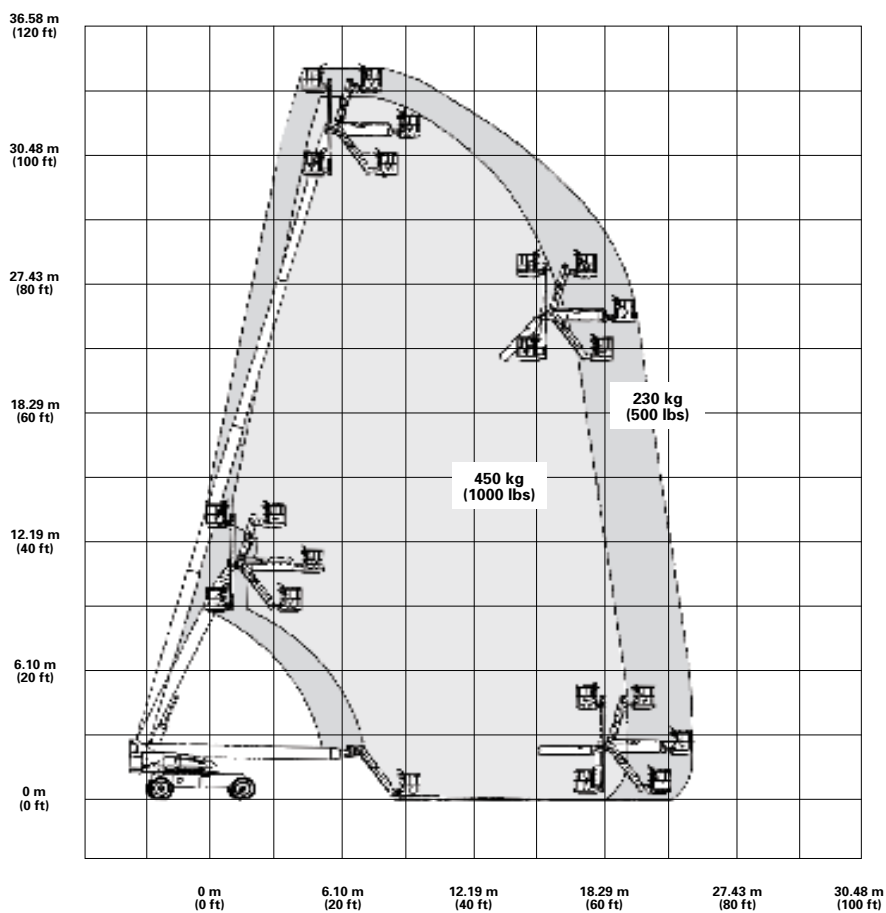 36.58 m
(120 ft)
30.48 m
(100 ft)
27.43 m
(80 ft)
18.29 m
(60 ft)
230 kg
(500 lbs)
450 kg
(1000 lbs)
12.19 m
(40 ft)
6.10 m
(20 ft)
0 m
(0 ft)
0 m
(0 ft)
6.10 m
(20 ft)
12.19 m
(40 ft)
18.29 m
(60 ft)
27.43 m
(80 ft)
30.48 m
(100 ft)